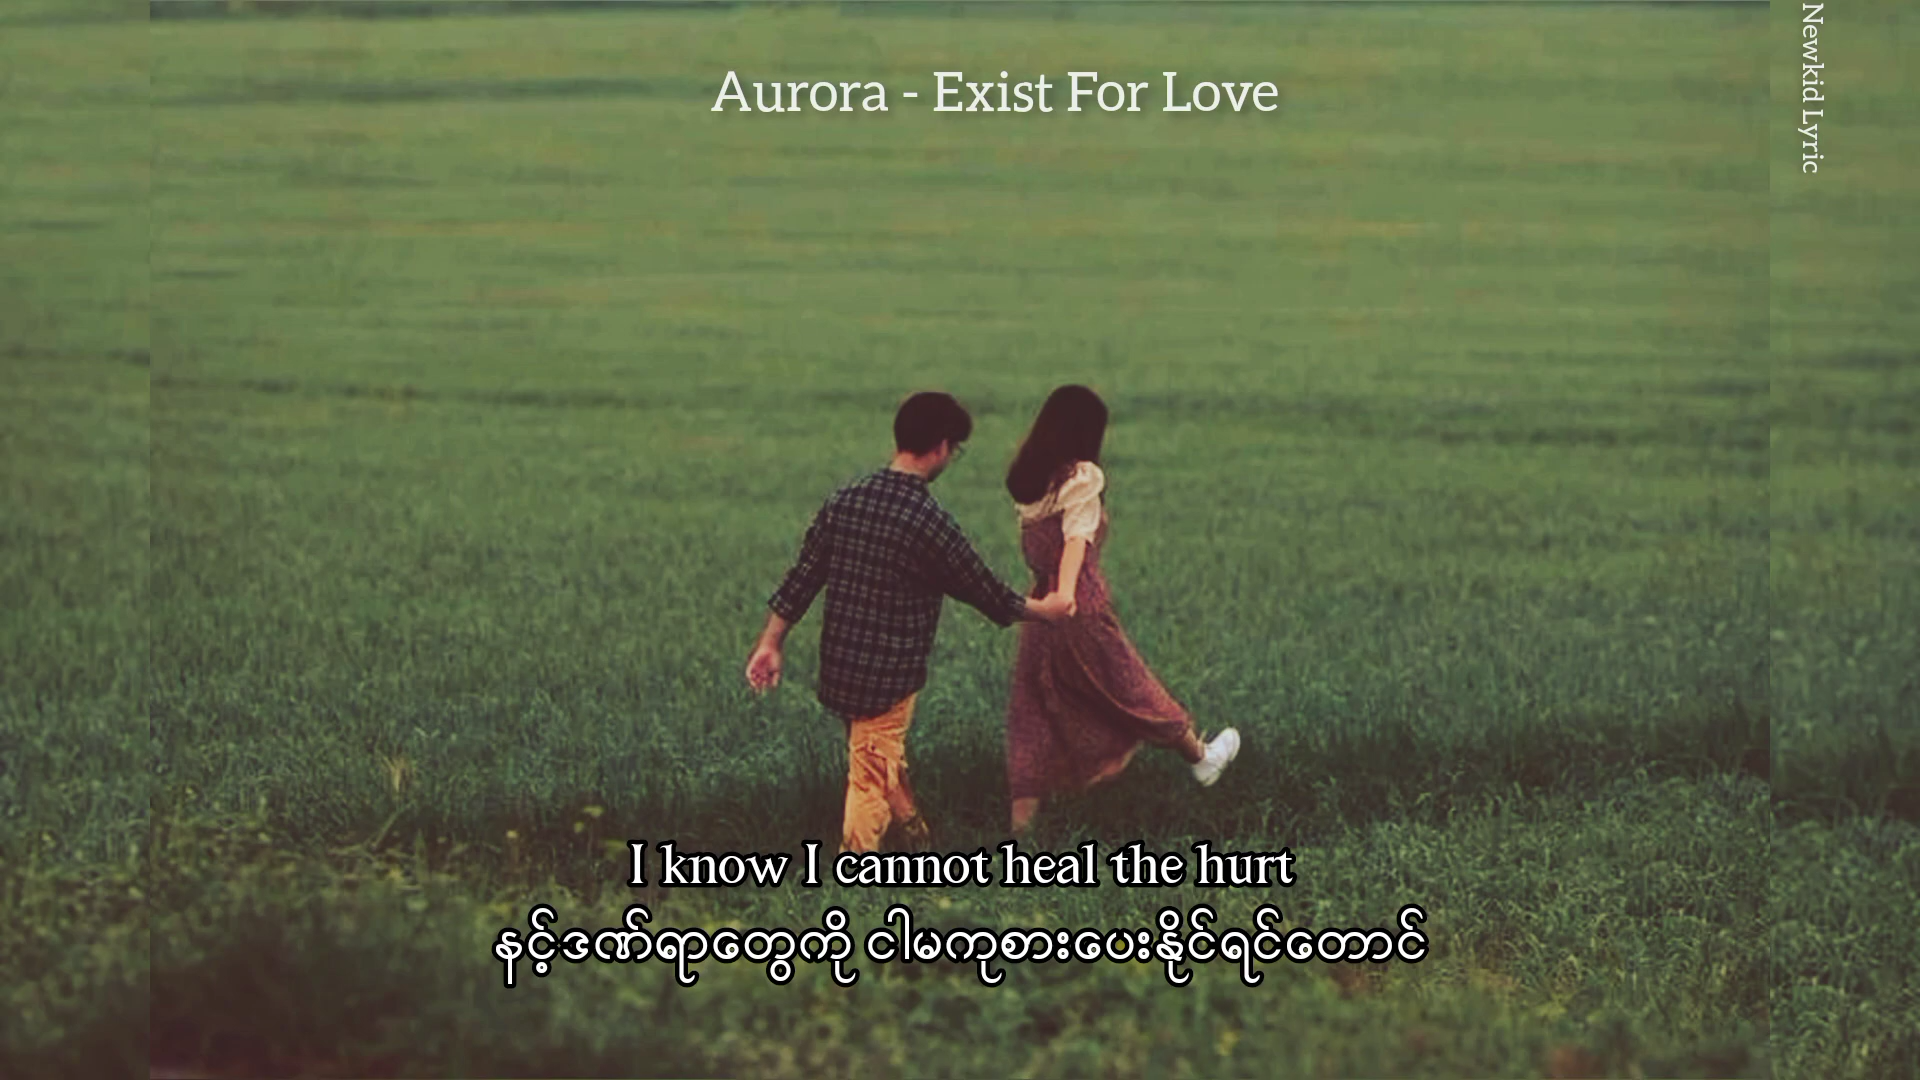 Aurora - Exist For Love
Newkid Lyric
I know I cannot heal the hurt
နင့်ဒဏ်ရာတွေကို ငါမကုစားပေးနိုင်ရင်တောင်